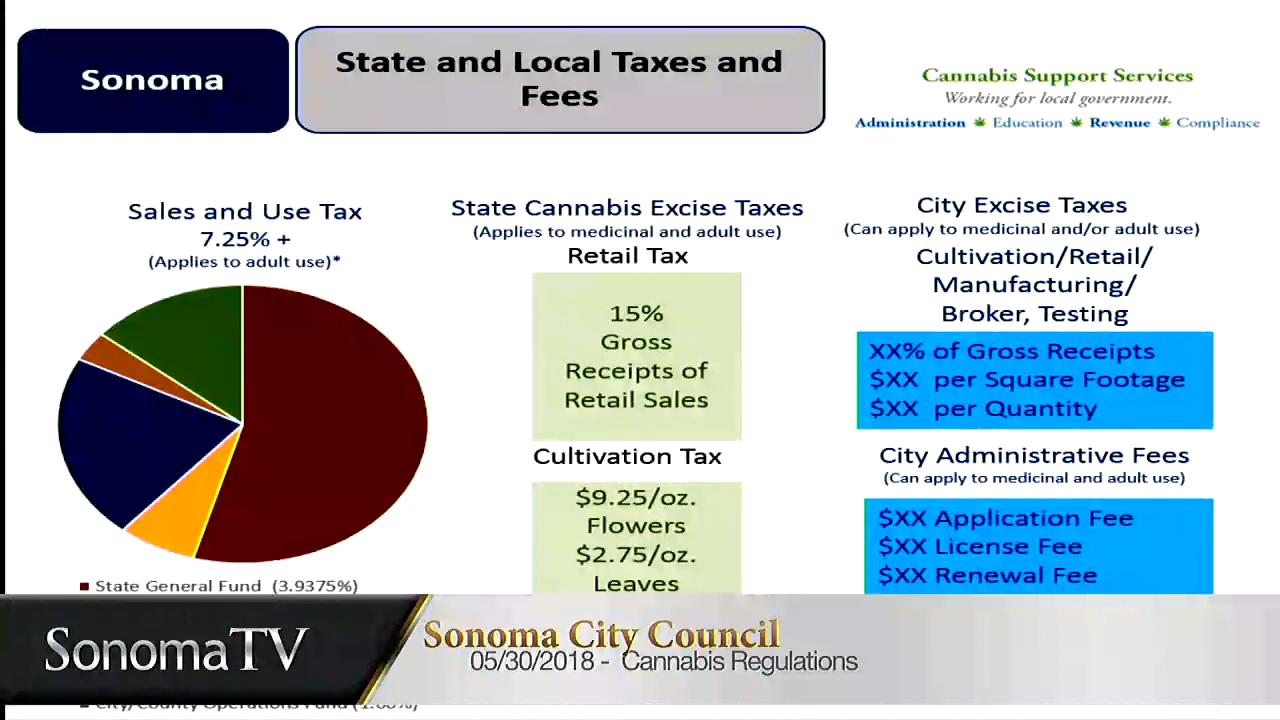 Sonoma
State and Local Taxes and
Fees
Cannabis Support Services
Working for local government.
Administration Education Revenue Compliance
Sales and Use Tax
7.25% +
(Applies to adult use)*
State General Fund (3.9375%)
State Cannabis Excise Taxes
(Applies to medicinal and adult use)
Retail Tax
15%
Gross
Receipts of
Retail Sales
Cultivation Tax
$9.25/oz.
Flowers
$2.75/oz.
Leaves
City Excise Taxes
(Can apply to medicinal and/or adult use)
Cultivation/Retail/
Manufacturing/
Broker, Testing
XX% of Gross Receipts
$XX per Square Footage
$XX per Quantity
City Administrative Fees
(Can apply to medicinal and adult use)
$XX Application Fee
$XX License Fee
$XX Renewal Fee
SonomaTV
Sonoma City Council
05/30/2018 - Cannabis Regulations
City/County Operations Fund